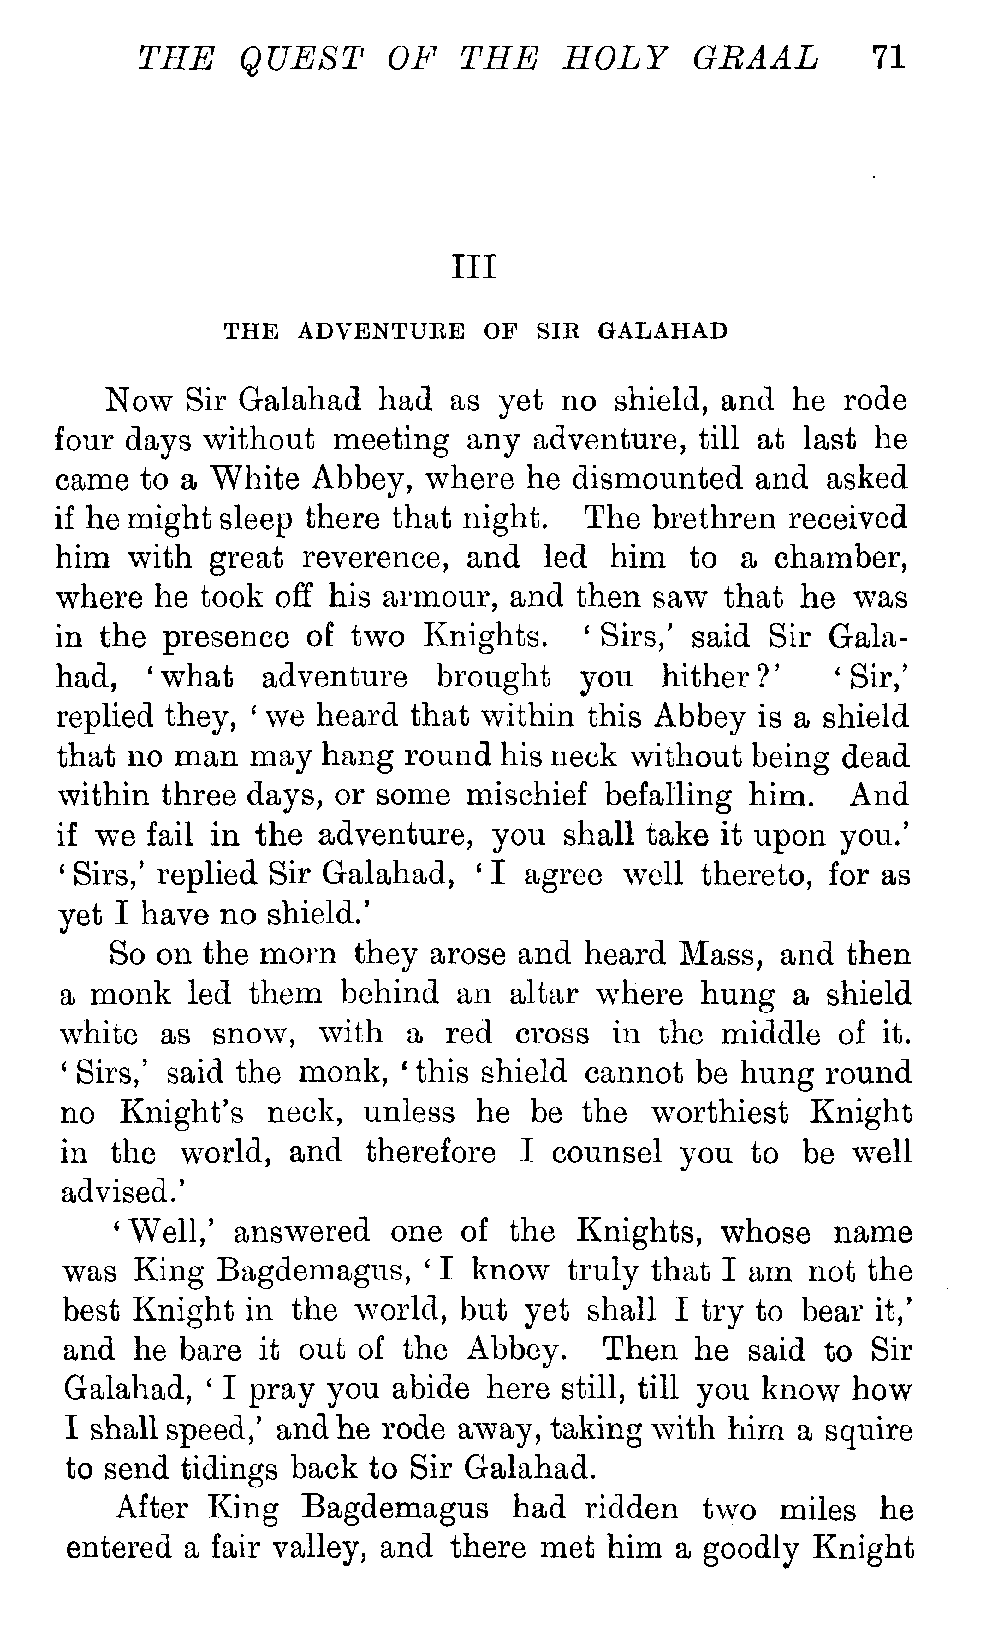 THE QUEST OF THE HOLY GRAAL 71
III
THE ADVENTURE OF SIR GALAHAD
Now Sir Galahad had as yet no shield, and he rode
four days without meeting any adventure, till at last he
came to a White Abbey, where he dismounted and asked
if he might sleep there that night. The brethren received
him with great reverence, and led him to a chamber,
where he took off his armour, and then saw that he was
in the presence of two Knights. ‘Sirs,’ said Sir Gala-
had, ‘what adventure brought you hither?’ ‘Sir,’
replied they, ‘we heard that within this Abbey is a shield
that no man may hang round his neck without being dead
within three days, or some mischief befalling him. And
if we fail in the adventure, you shall take it upon you.’
‘Sirs,’ replied Sir Galahad, ‘I agree well thereto, for as
yet I have no shield.’
So on the morn they arose and heard Mass, and then
a monk led them behind an altar where hung a shield
white as snow, with a red cross in the middle of it.
‘Sirs,’ said the monk, ‘this shield cannot be hung round
no Knight’s neck, unless he be the worthiest Knight
in the world, and therefore I counsel you to be well
advised.’
‘Well,’ answered one of the Knights, whose name
was King Bagdemagus, ‘I know truly that I am not the
best Knight in the world, but yet shall I try to bear it,’
and he bare it out of the Abbey. Then he said to Sir
Galahad, ‘I pray you abide here still, till you know how
I shall speed,’ and he rode away, taking with him a squire
to send tidings back to Sir Galahad.
After King Bagdemagus had ridden two miles he
entered a fair valley, and there met him a goodly Knight